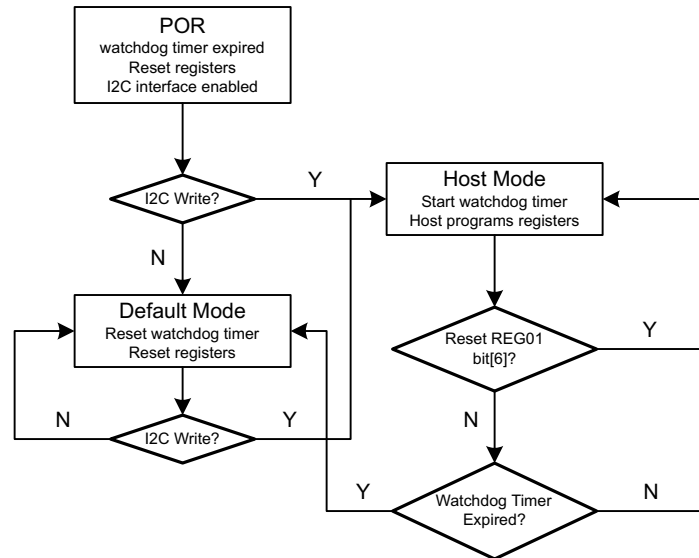 POR
watchdog timer expired
Reset registers
I2C interface enabled
I2C Write?
Y
N
Host Mode
Start watchdog timer
Host programs registers
Default Mode
Reset watchdog timer
Reset registers
Reset REG01
bit[6]?
Y
N
I2C Write?
N
Y
Watchdog Timer
Expired?
Y
N